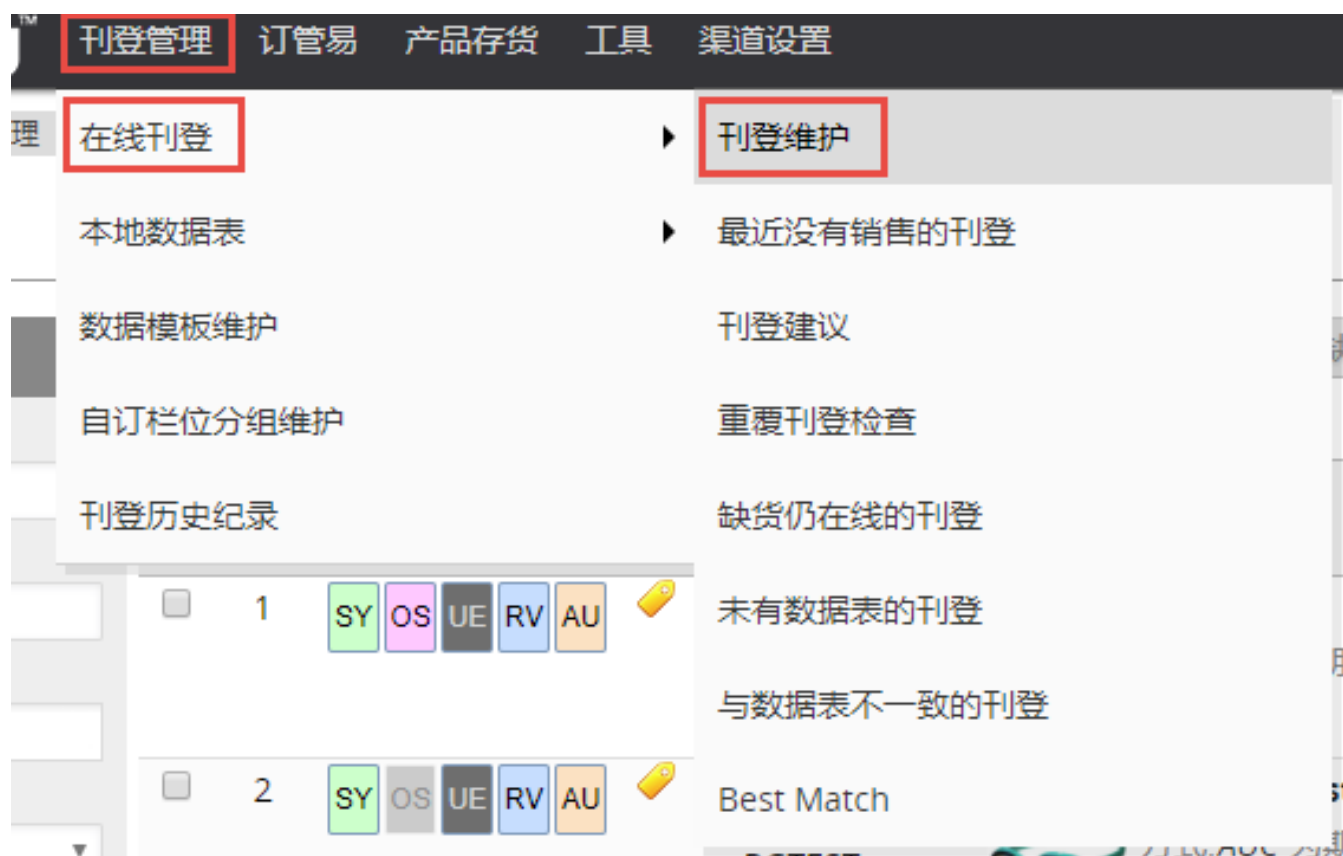 TM
刊登管理 订管易 产品存货 工具 渠道设置
理
在线刊登
刊登维护
本地数据表
最近没有销售的刊登
数据模板维护
刊登建议
自订栏位分组维护
重覆刊登检查
刊登历史纪录
缺货仍在线的刊登
1 SY OS UE RV AU
未有数据表的刊登
与数据表不一致的刊登
2 SY OS UE RV AU
Best Match